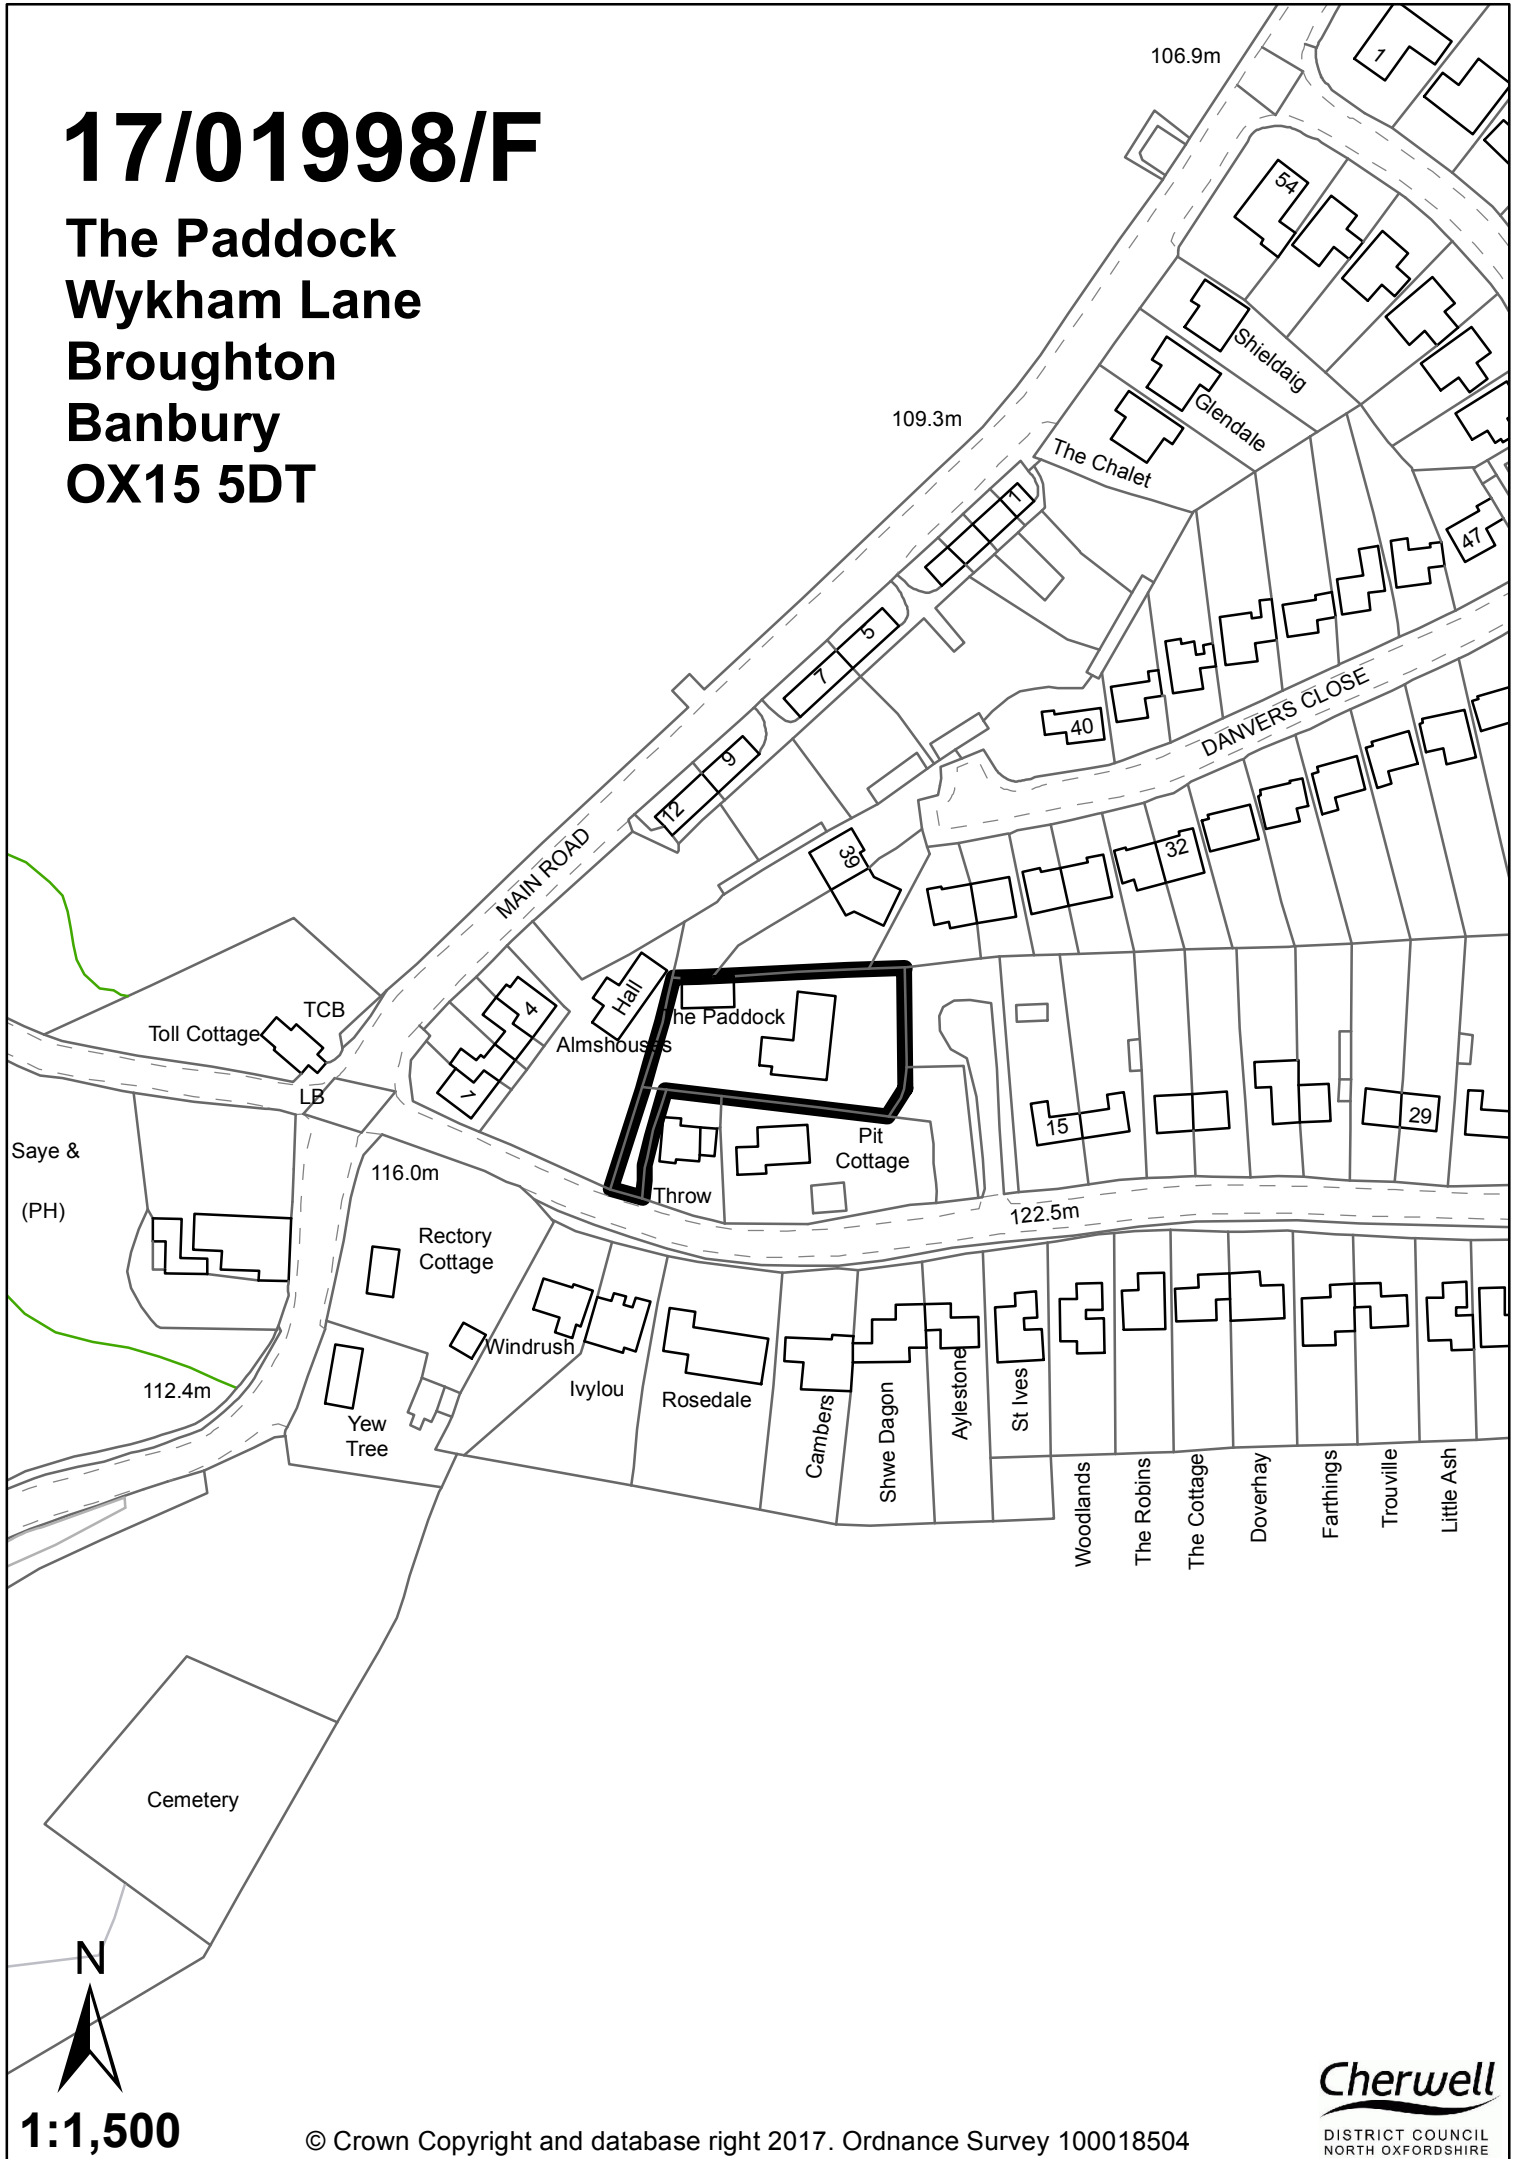 17/01998/F
The Paddock
Wykham Lane
Broughton
Banbury
OX15 5DT
106.9m
1
54
Shieldaig
Glendale
The Chalet
109.3m
1
47
5
7
40
DANVERS CLOSE
9
12
39
32
MAIN ROAD
4
Hall
The Paddock
TCB
Toll Cottage
Almshouses
LB
1
15
29
Saye &
(PH)
116.0m
Pit
Cottage
Throw
122.5m
Rectory
Cottage
Windrush
Ivylou
Rosedale
Cambers
Shwe Dagon
Aylestone
St Ives
112.4m
Yew
Tree
Woodlands
The Robins
The Cottage
Doverhay
Farthings
Trouville
Little Ash
Cemetery
N
1:1,500
© Crown Copyright and database right 2017. Ordnance Survey 100018504
Cherwell
DISTRICT COUNCIL
NORTH OXFORDSHIRE